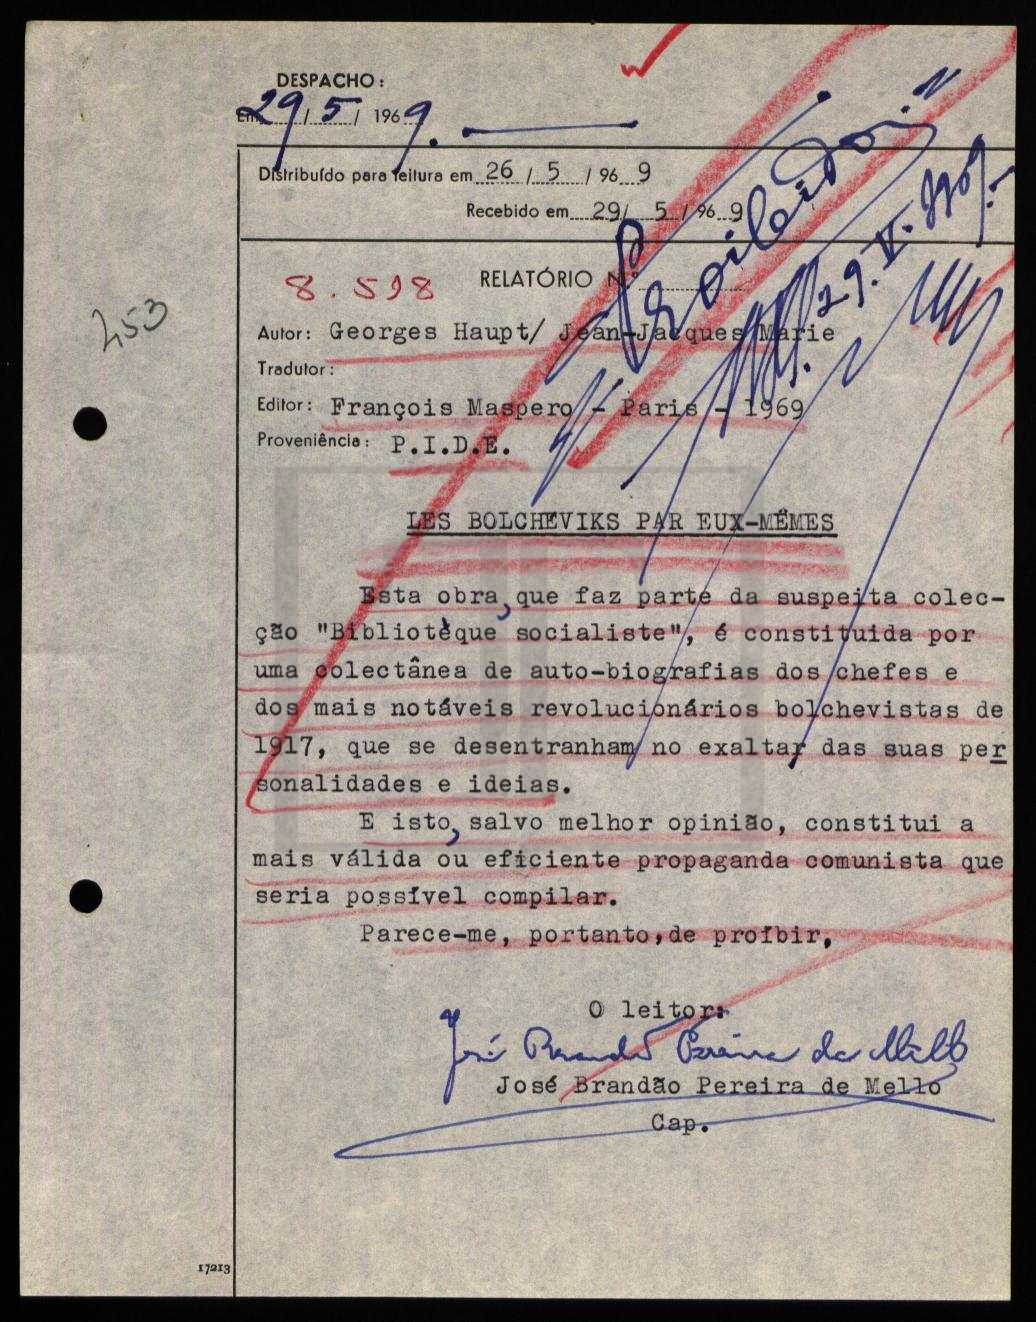 DESPACHO:
Em 29/5/1969.
Distribuído para leitura em 26/5/969
Recebido em 29/5/969
Proibido.
29.V.969.
8.598 RELATÓRIO N.º
253
Autor: Georges Haupt/ Jean-Jacques Marie
Tradutor:
Editor: François Maspero - Paris - 1969
Proveniência: P.I.D.E.
LES BOLCHEVIKS PAR EUX-MÊMES
Esta obra, que faz parte da suspeita colec-
ção "Bibliotèque socialiste", é constituida por
uma colectânea de auto-biografias dos chefes e
dos mais notáveis revolucionários bolchevistas de
1917, que se desentranham no exaltar das suas per
sonalidades e ideias.
E isto, salvo melhor opinião, constitui a
mais válida ou eficiente propaganda comunista que
seria possível compilar.
Parece-me, portanto, de proíbir.
O leitor:
José Brandão Pereira de Mello
José Brandão Pereira de Mello
Cap.
17213